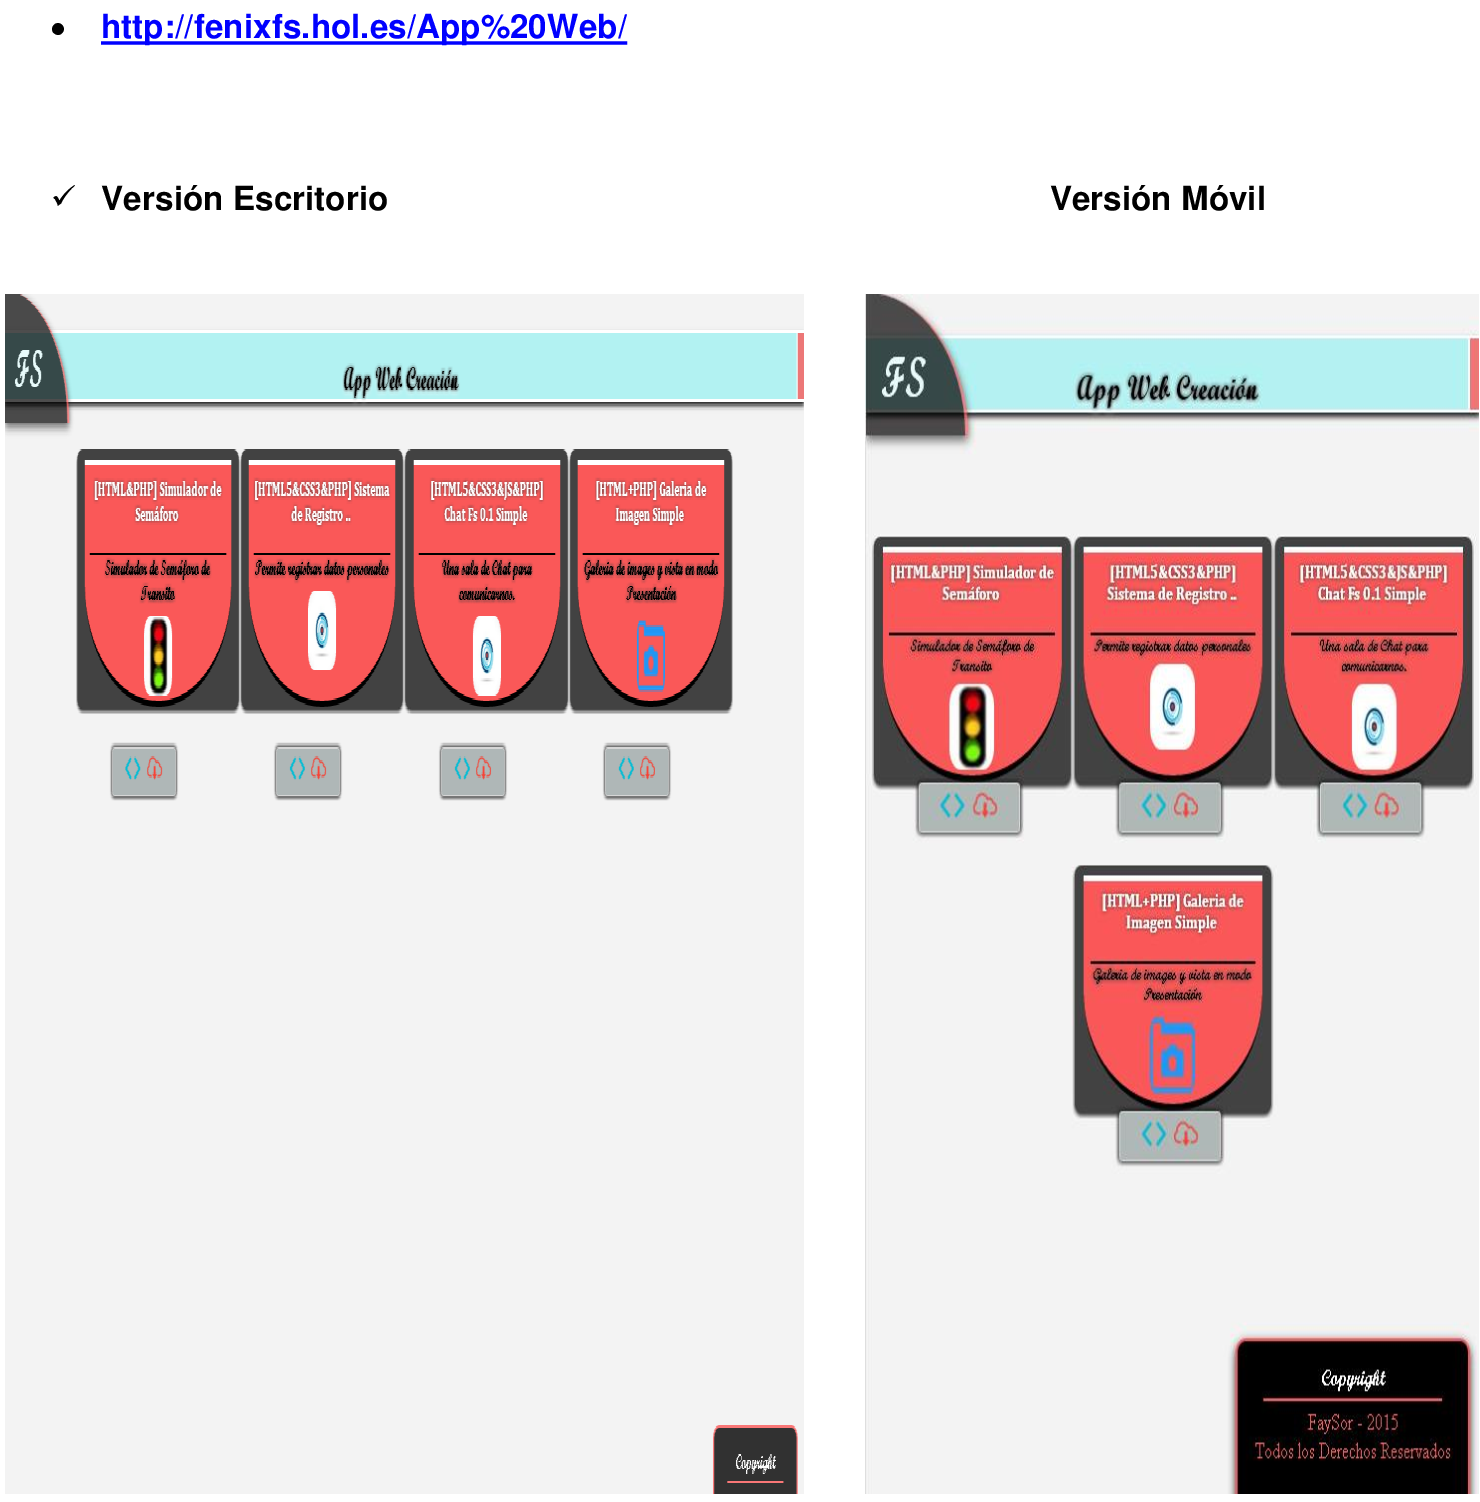 http://fenixfs.hol.es/App%20Web/
Versión Escritorio
Versión Móvil
FS
App Web Creación
[HTML&PHP] Simulador de
Semáforo
Simulador de Semáforo de
Transito
[HTML5&CSS3&PHP] Sistema
de Registro ..
Permite registrar datos personales
[HTML5&CSS3&JS&PHP]
Chat Fs 0.1 Simple
Una sala de Chat para
comunicarnos.
[HTML+PHP] Galeria de
Imagen Simple
Galeria de images y vista en modo
Presentación
Copyright
FS
App Web Creación
[HTML&PHP] Simulador de
Semáforo
Simulador de Semáforo de
Transito
[HTML5&CSS3&PHP]
Sistema de Registro ..
Permite registrar datos personales
[HTML5&CSS3&JS&PHP]
Chat Fs 0.1 Simple
Una sala de Chat para
comunicarnos.
[HTML+PHP] Galeria de
Imagen Simple
Galeria de images y vista en modo
Presentación
Copyright
FaySor - 2015
Todos los Derechos Reservados